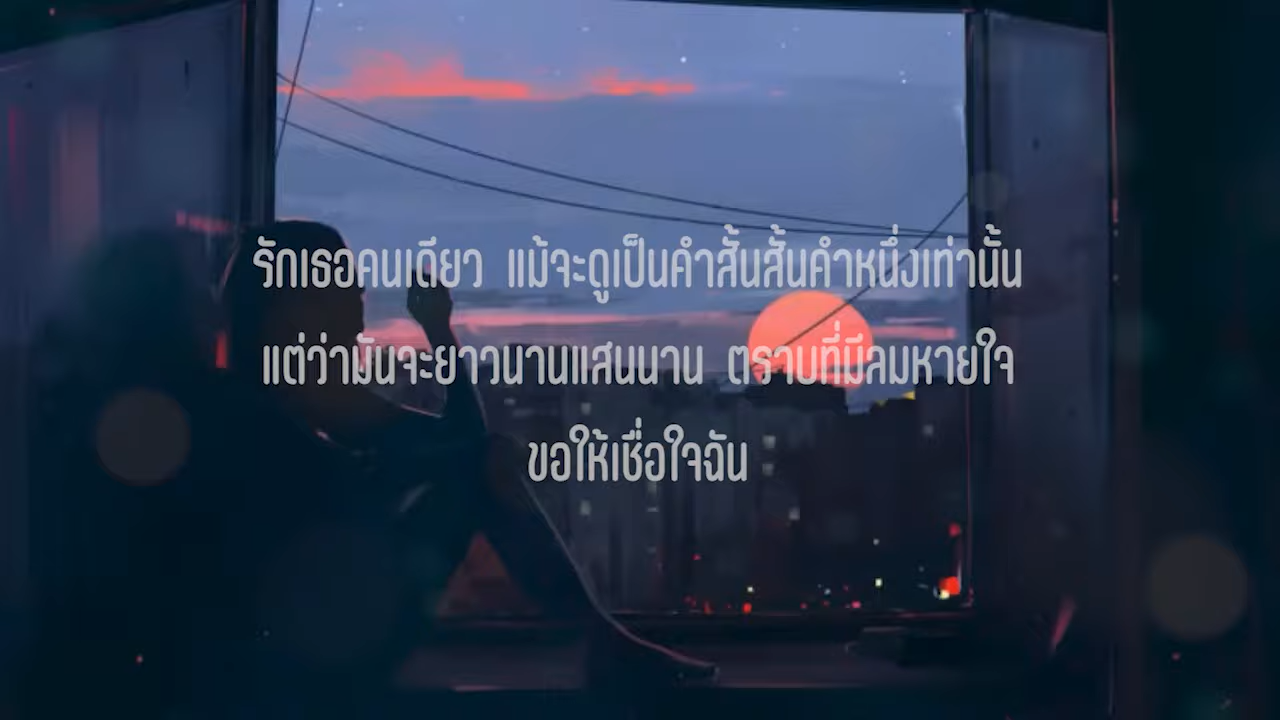 รักเธอคนเดียว แม้จะดูเป็นคำสั้นสั้นคำหนึ่งเท่านั้น
แต่ว่ามันจะยาวนานแสนนาน ตราบที่มีลมหายใจ
ขอให้เชื่อใจฉัน